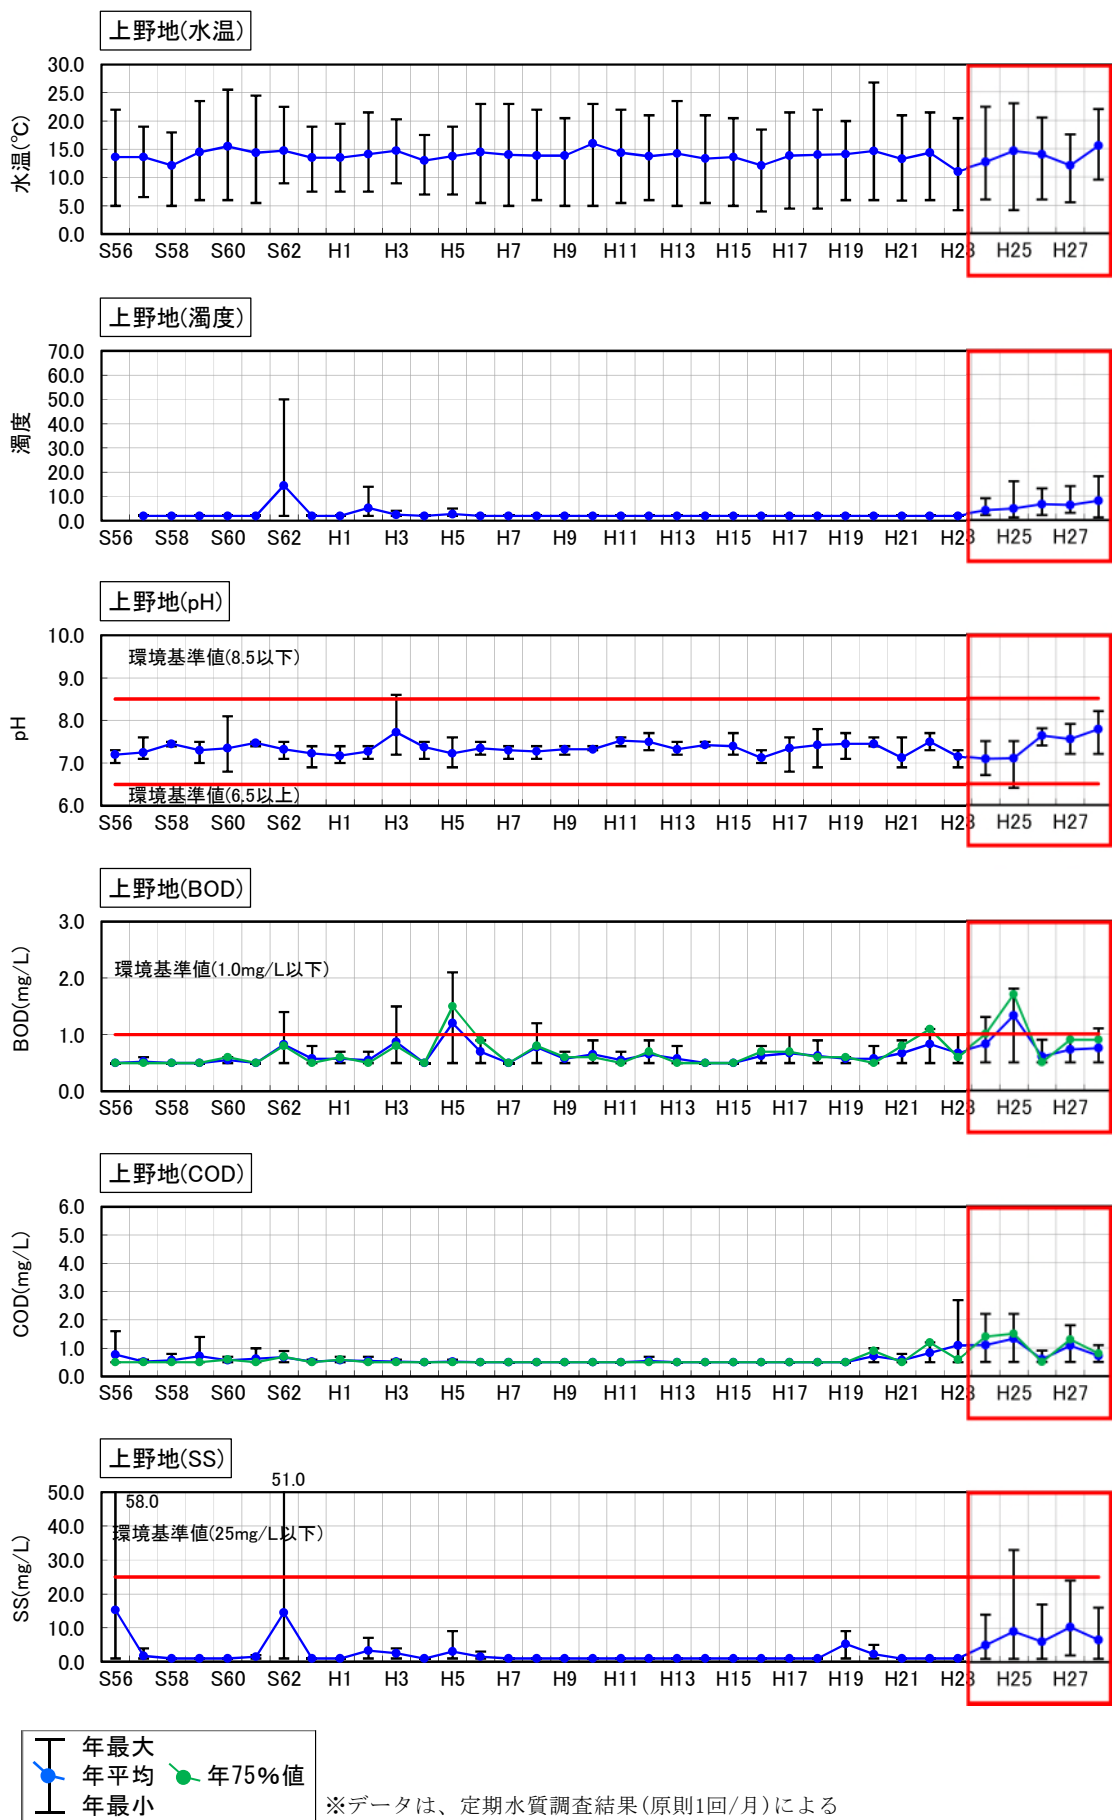 上野地(水温)
水温(℃)
30.0
25.0
20.0
15.0
10.0
5.0
0.0
S56 S58 S60 S62 H1 H3 H5 H7 H9 H11 H13 H15 H17 H19 H21 H23 H25 H27
上野地(濁度)
濁度
70.0
60.0
50.0
40.0
30.0
20.0
10.0
0.0
S56 S58 S60 S62 H1 H3 H5 H7 H9 H11 H13 H15 H17 H19 H21 H23 H25 H27
上野地(pH)
pH
10.0
環境基準値(8.5以下)
9.0
8.0
7.0
環境基準値(6.5以上)
6.0
S56 S58 S60 S62 H1 H3 H5 H7 H9 H11 H13 H15 H17 H19 H21 H23 H25 H27
上野地(BOD)
BOD(mg/L)
3.0
環境基準値(1.0mg/L以下)
2.0
1.0
0.0
S56 S58 S60 S62 H1 H3 H5 H7 H9 H11 H13 H15 H17 H19 H21 H23 H25 H27
上野地(COD)
COD(mg/L)
6.0
5.0
4.0
3.0
2.0
1.0
0.0
S56 S58 S60 S62 H1 H3 H5 H7 H9 H11 H13 H15 H17 H19 H21 H23 H25 H27
上野地(SS)
SS(mg/L)
51.0
50.0
58.0
環境基準値(25mg/L以下)
40.0
30.0
20.0
10.0
0.0
S56 S58 S60 S62 H1 H3 H5 H7 H9 H11 H13 H15 H17 H19 H21 H23 H25 H27
年最大
年平均 年75%値
年最小
※データは、定期水質調査結果(原則1回/月)による